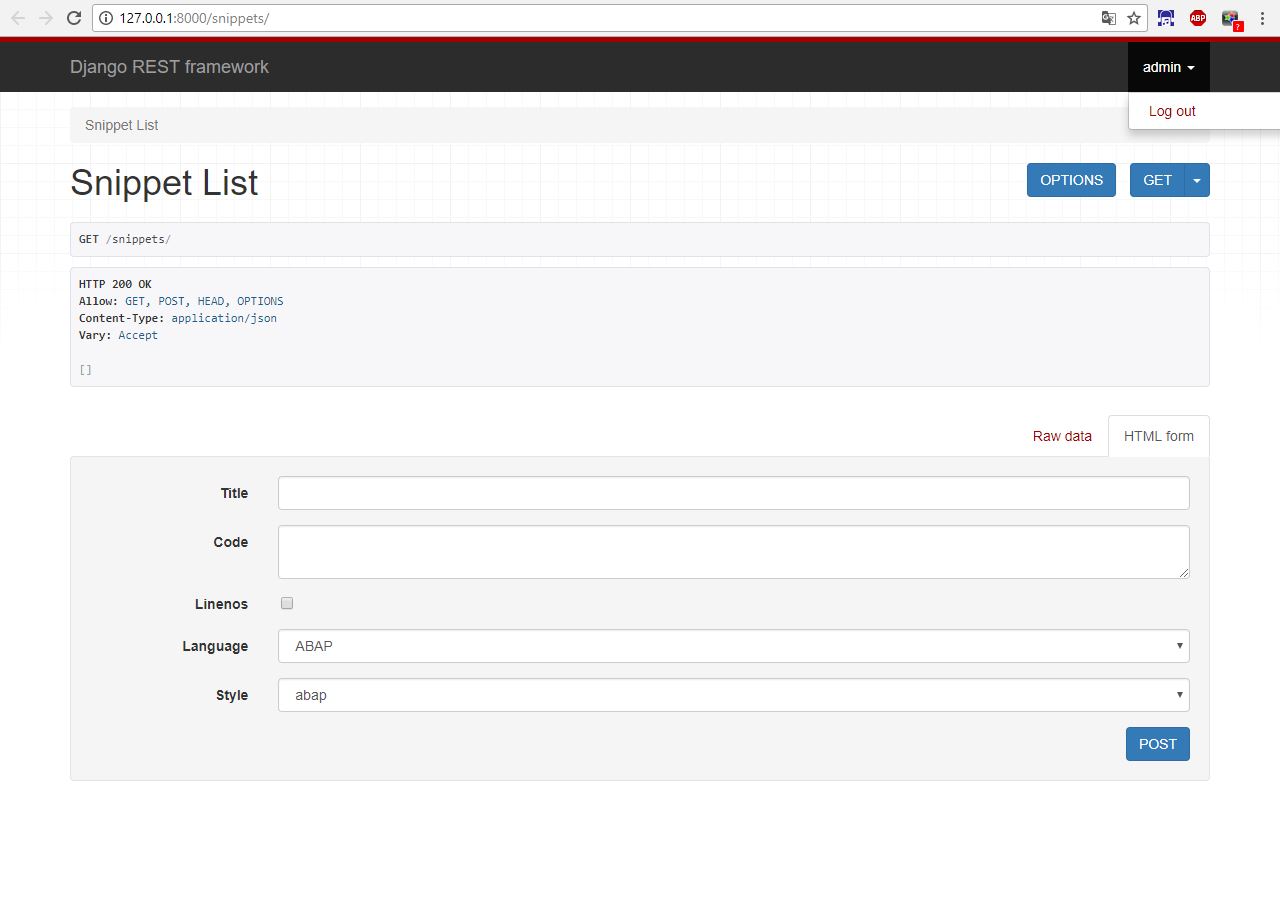 127.0.0.1:8000/snippets/
ABP
?
Django REST framework
admin
Log out
Snippet List
Snippet List
OPTIONS
GET
GET /snippets/
HTTP 200 OK
Allow: GET, POST, HEAD, OPTIONS
Content-Type: application/json
Vary: Accept
[]
Raw data
HTML form
Title
Code
Linenos
Language
ABAP
Style
abap
POST